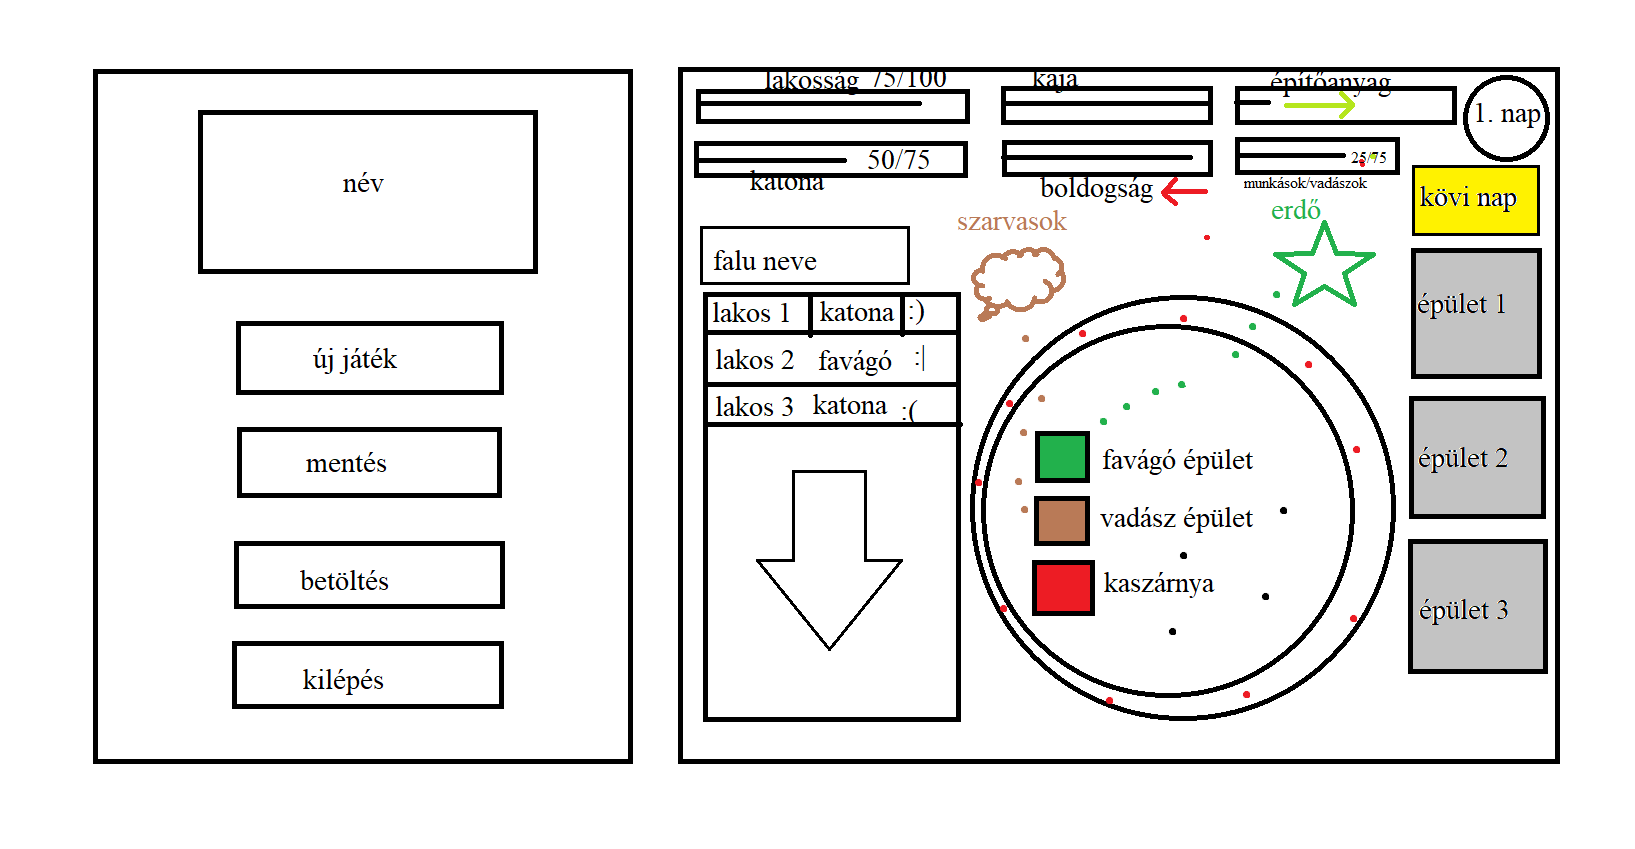 név
új játék
mentés
betöltés
kilépés
lakosság 75/100
kaja
építőanyag
1. nap
50/75
katona
boldogság
25/75
munkások/vadászok
kövi nap
szarvasok
erdő
falu neve
lakos 1 katona :)
lakos 2 favágó :|
lakos 3 katona :(
favágó épület
vadász épület
kaszárnya
épület 1
épület 2
épület 3